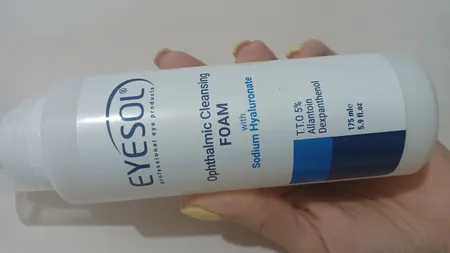 EYESOL®
professional eye products
Ophthalmic Cleansing
FOAM
with
Sodium Hyaluronate
T.T.O 5%
Allantoin
Dexpanthenol
175 ml℮
5.9 fl.oz